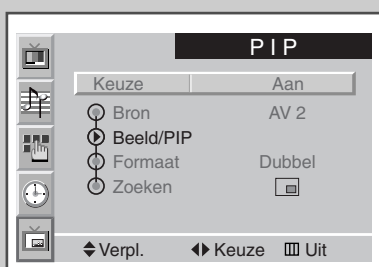 PIP
Keuze Aan
Bron AV 2
Beeld/PIP
Formaat Dubbel
Zoeken
Verpl. Keuze Uit